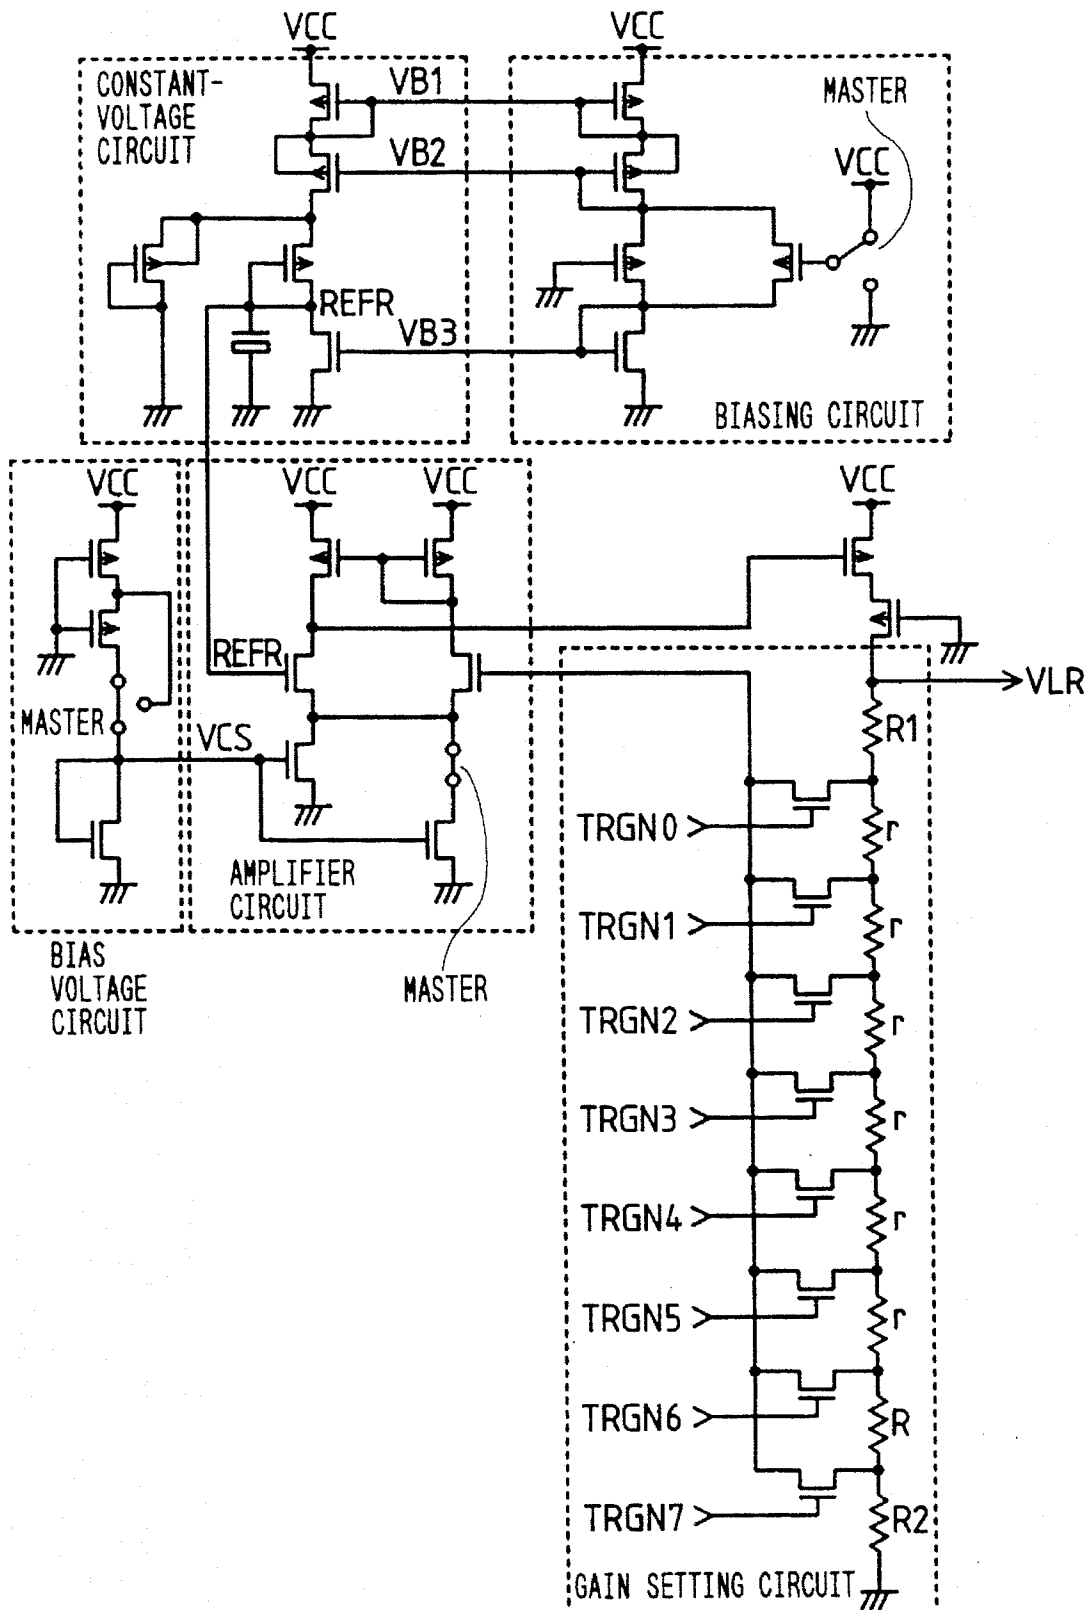 VCC
VCC
CONSTANT-
VOLTAGE
CIRCUIT
VB1
MASTER
VB2
VCC
REFR
VB3
BIASING CIRCUIT
VCC
VCC
VCC
VCC
REFR
VLR
MASTER
VCS
R1
TRGN0
r
AMPLIFIER
CIRCUIT
TRGN1
r
BIAS
VOLTAGE
CIRCUIT
MASTER
TRGN2
r
TRGN3
r
TRGN4
r
TRGN5
r
TRGN6
R
TRGN7
R2
GAIN SETTING CIRCUIT